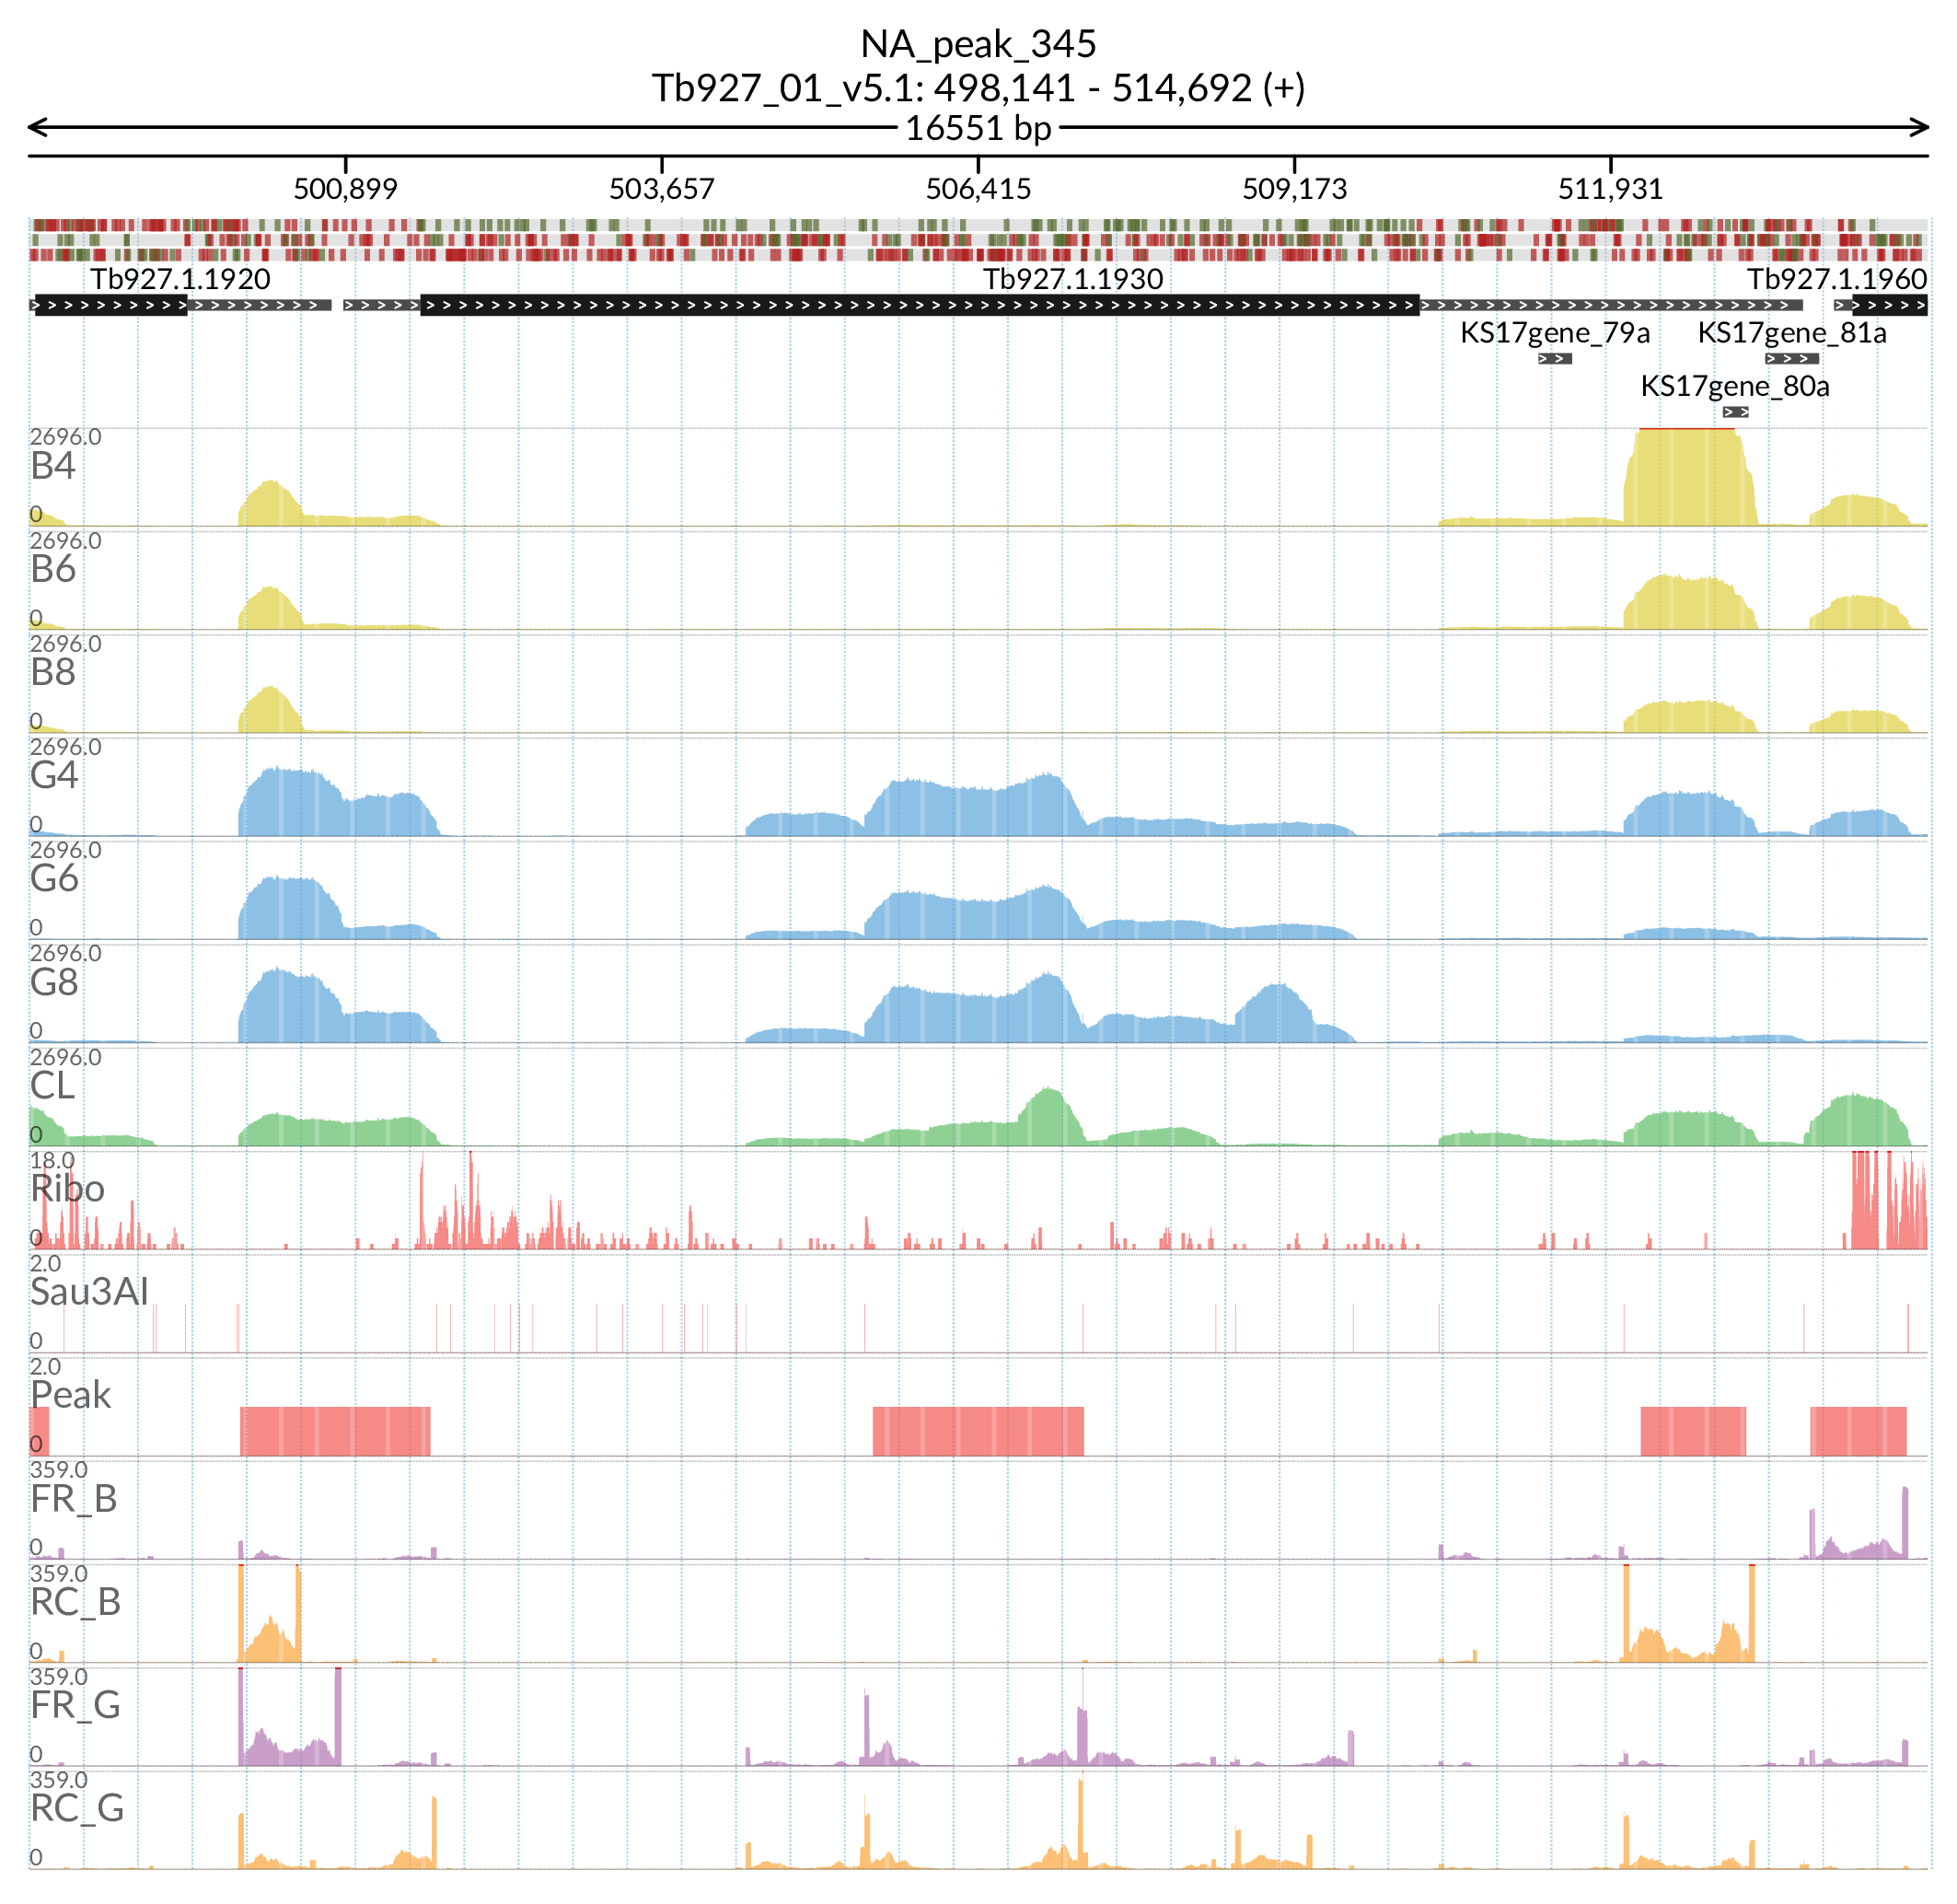 NA_peak_345
Tb927_01_v5.1: 498,141 - 514,692 (+)
16551 bp
500,899 503,657 506,415 509,173 511,931
Tb927.1.1920 Tb927.1.1930 Tb927.1.1960
KS17gene_79a KS17gene_81a
KS17gene_80a
2696.0
B4
0
2696.0
B6
0
2696.0
B8
0
2696.0
G4
0
2696.0
G6
0
2696.0
G8
0
2696.0
CL
0
18.0
Ribo
0
2.0
Sau3AI
0
2.0
Peak
0
359.0
FR_B
0
359.0
RC_B
0
359.0
FR_G
0
359.0
RC_G
0